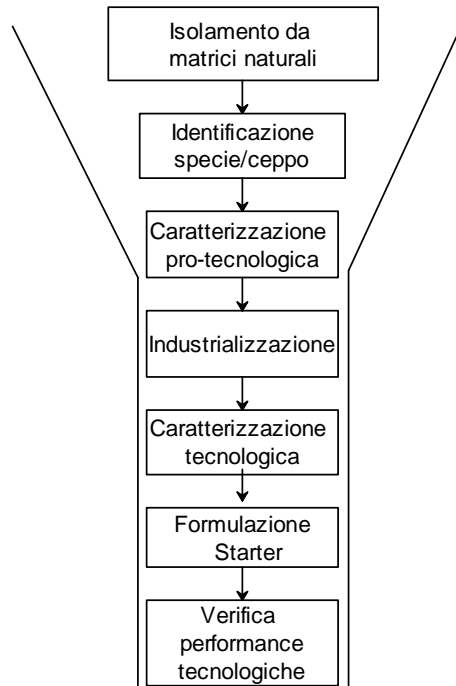 Isolamento da
matrici naturali
Identificazione
specie/ceppo
Caratterizzazione
pro-tecnologica
Industrializzazione
Caratterizzazione
tecnologica
Formulazione
Starter
Verifica
performance
tecnologiche